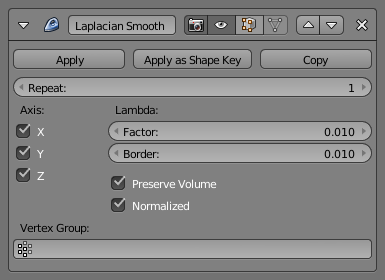 Laplacian Smooth
Apply Apply as Shape Key Copy
Repeat: 1
Axis: Lambda:
X Factor: 0.010
Y Border: 0.010
Z
Preserve Volume
Normalized
Vertex Group: